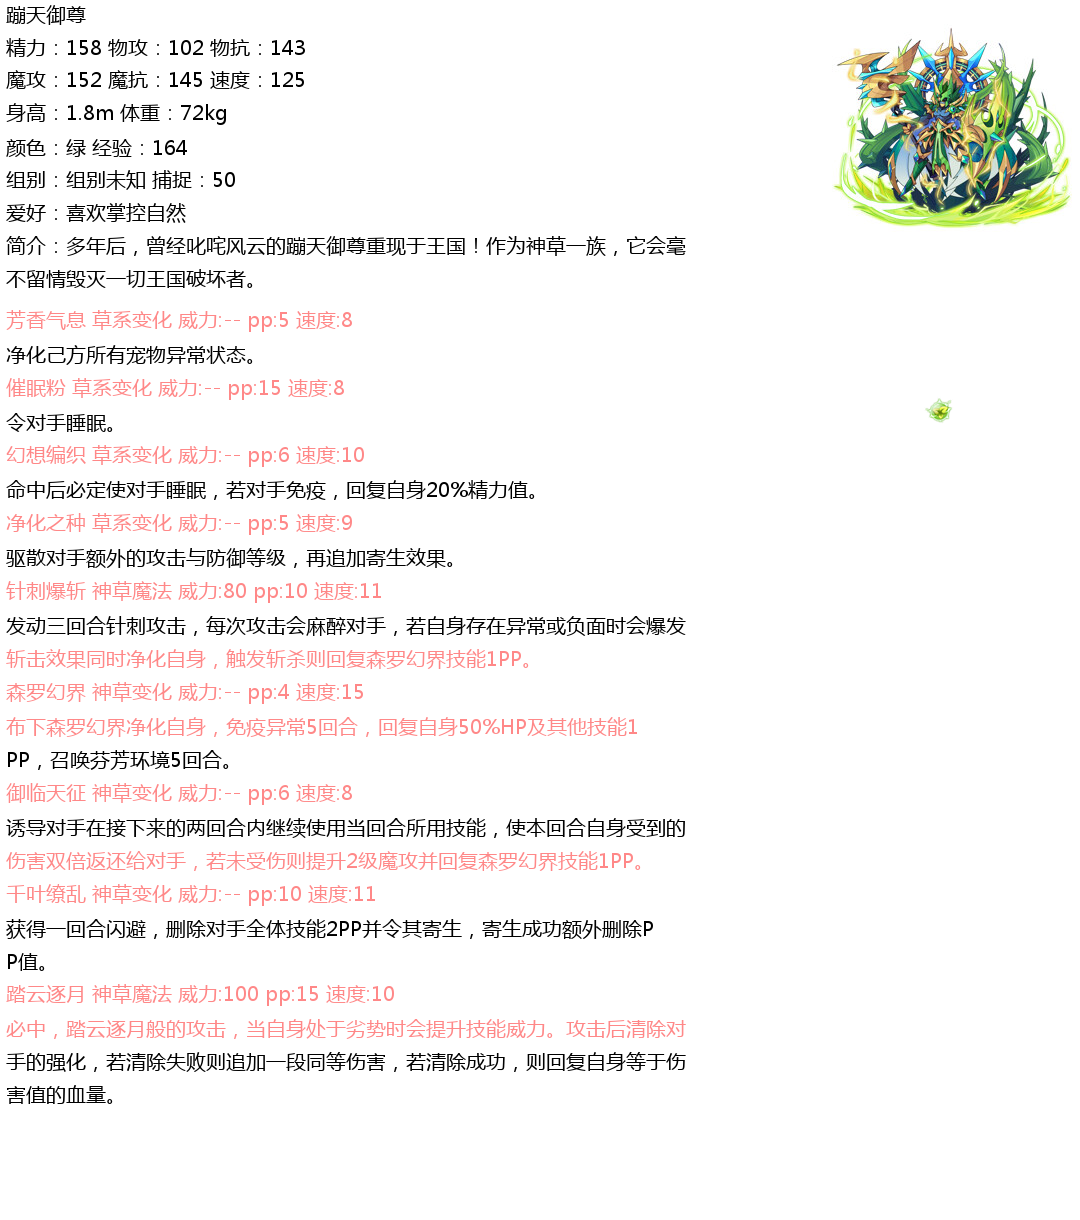 蹦天御尊
精力：158 物攻：102 物抗：143
魔攻：152 魔抗：145 速度：125
身高：1.8m 体重：72kg
颜色：绿 经验：164
组别：组别未知 捕捉：50
爱好：喜欢掌控自然
简介：多年后，曾经叱咤风云的蹦天御尊重现于王国！作为神草一族，它会毫
不留情毁灭一切王国破坏者。
芳香气息 草系变化 威力:-- pp:5 速度:8
净化己方所有宠物异常状态。
催眠粉 草系变化 威力:-- pp:15 速度:8
令对手睡眠。
幻想编织 草系变化 威力:-- pp:6 速度:10
命中后必定使对手睡眠，若对手免疫，回复自身20%精力值。
净化之种 草系变化 威力:-- pp:5 速度:9
驱散对手额外的攻击与防御等级，再追加寄生效果。
针刺爆斩 神草魔法 威力:80 pp:10 速度:11
发动三回合针刺攻击，每次攻击会麻醉对手，若自身存在异常或负面时会爆发
斩击效果同时净化自身，触发斩杀则回复森罗幻界技能1PP。
森罗幻界 神草变化 威力:-- pp:4 速度:15
布下森罗幻界净化自身，免疫异常5回合，回复自身50%HP及其他技能1
PP，召唤芬芳环境5回合。
御临天征 神草变化 威力:-- pp:6 速度:8
诱导对手在接下来的两回合内继续使用当回合所用技能，使本回合自身受到的
伤害双倍返还给对手，若未受伤则提升2级魔攻并回复森罗幻界技能1PP。
千叶缭乱 神草变化 威力:-- pp:10 速度:11
获得一回合闪避，删除对手全体技能2PP并令其寄生，寄生成功额外删除P
P值。
踏云逐月 神草魔法 威力:100 pp:15 速度:10
必中，踏云逐月般的攻击，当自身处于劣势时会提升技能威力。攻击后清除对
手的强化，若清除失败则追加一段同等伤害，若清除成功，则回复自身等于伤
害值的血量。